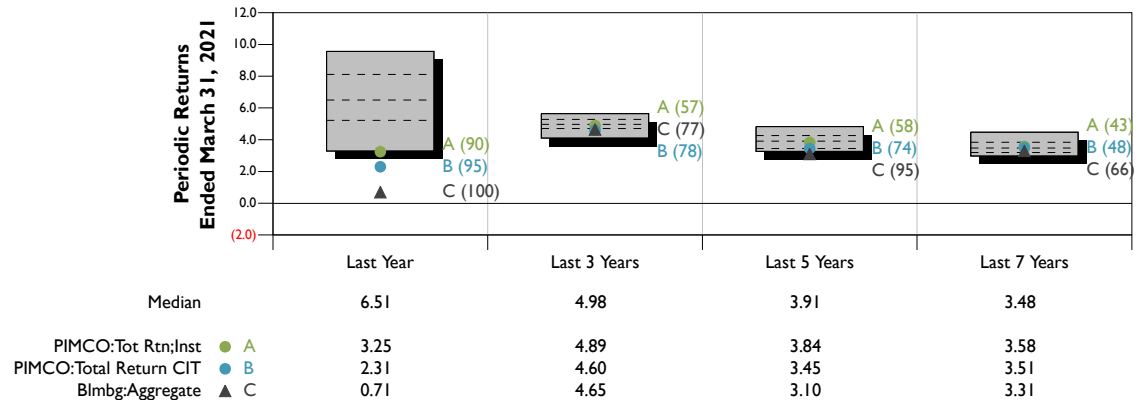 Periodic Returns
Ended March 31, 2021
12.0
10.0
8.0
6.0
4.0
2.0
0.0
(2.0)
A (90)
B (95)
C (100)
A (57)
C (77)
B (78)
A (58)
B (74)
C (95)
A (43)
B (48)
C (66)
Last Year Last 3 Years Last 5 Years Last 7 Years
Median 6.51 4.98 3.91 3.48
PIMCO:Tot Rtn;Inst A 3.25 4.89 3.84 3.58
PIMCO:Total Return CIT B 2.31 4.60 3.45 3.51
Blmbg:Aggregate C 0.71 4.65 3.10 3.31